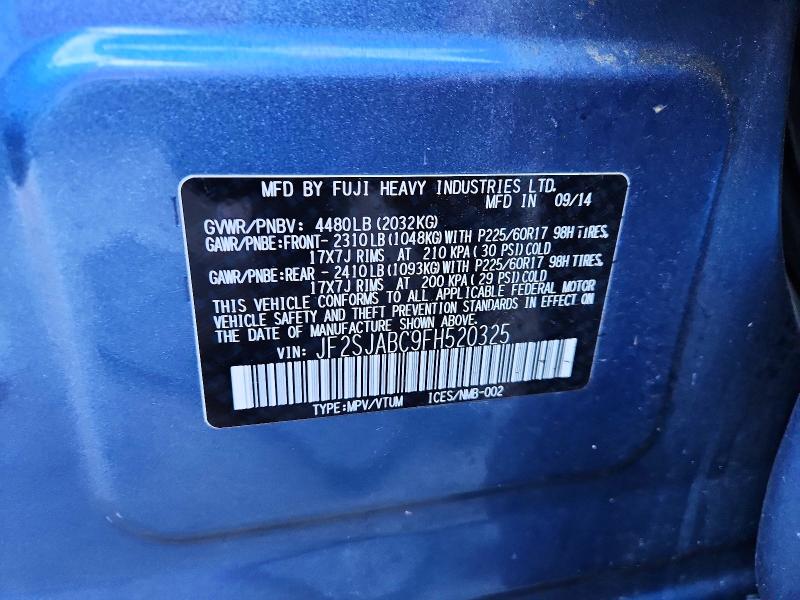 MFD BY FUJI HEAVY INDUSTRIES LTD.
MFD IN 09/14
GVWR/PNBV: 4480LB (2032KG)
GAWR/PNBE:FRONT- 2310LB (1048KG) WITH P225/60R17 98H TIRES,
17X7J RIMS AT 210 KPA (30 PSI) COLD
GAWR/PNBE:REAR - 2410LB (1093KG) WITH P225/60R17 98H TIRES,
17X7J RIMS AT 200 KPA (29 PSI) COLD
THIS VEHICLE CONFORMS TO ALL APPLICABLE FEDERAL MOTOR
VEHICLE SAFETY AND THEFT PREVENTION STANDARDS IN EFFECT ON
THE DATE OF MANUFACTURE SHOWN ABOVE.
VIN: JF2SJABC9FH520325
TYPE:MPV/VTUM ICES/NMB-002